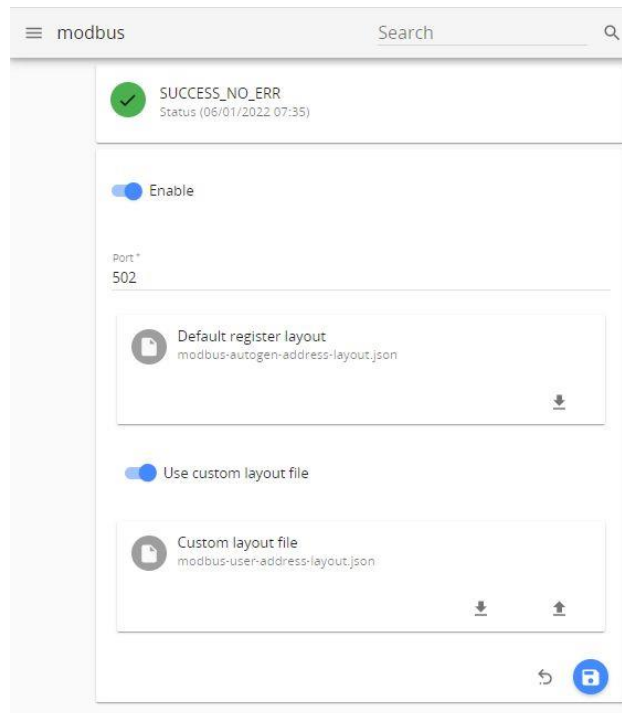 modbus
Search
SUCCESS_NO_ERR
Status (06/01/2022 07:35)
Enable
Port *
502
Default register layout
modbus-autogen-address-layout.json
Use custom layout file
Custom layout file
modbus-user-address-layout.json